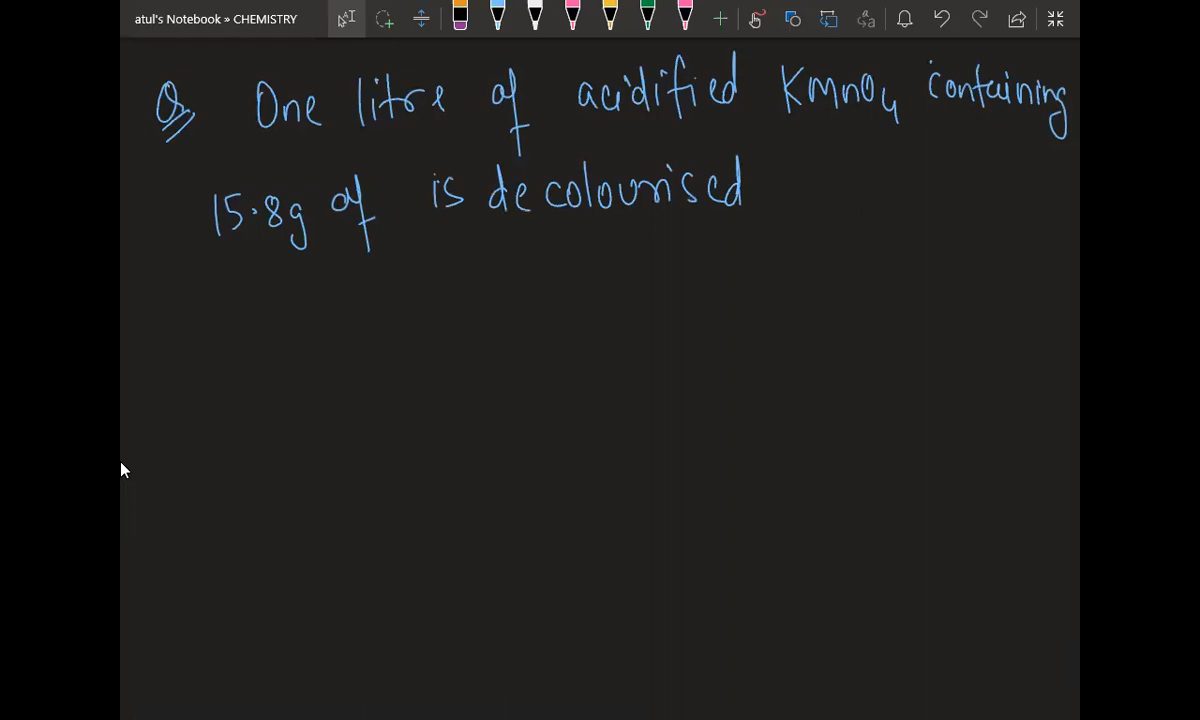 atul's Notebook » CHEMISTRY
Q. One litre of acidified KMnO4 containing
15.8g of is decolourised